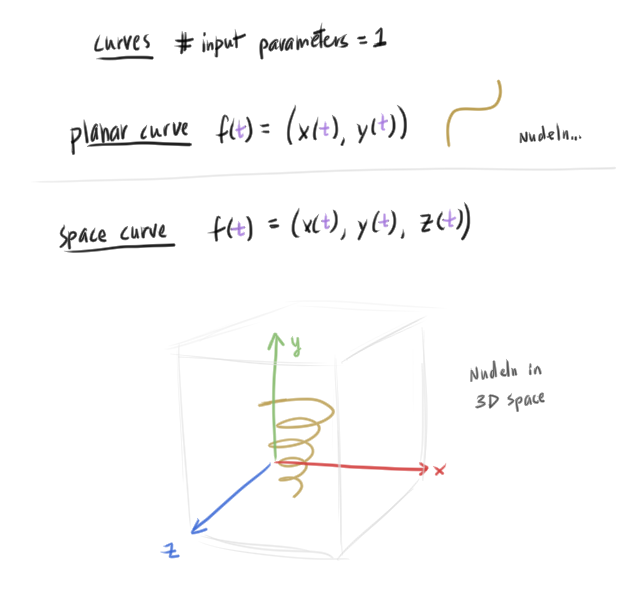 curves # input parameters = 1
planar curve f(t) = (x(t), y(t))
Nudeln...
space curve f(t) = (x(t), y(t), z(t))
y
Nudeln in
3D space
x
z